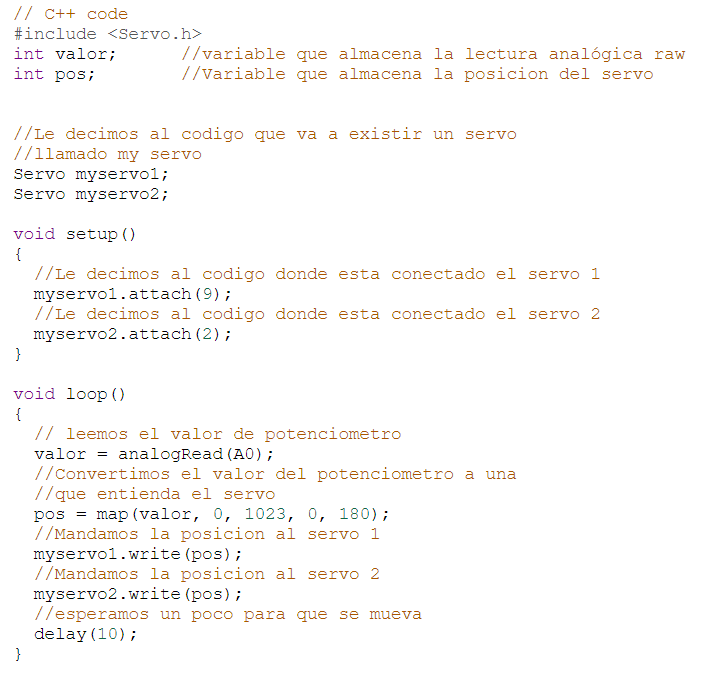 // C++ code
#include <Servo.h>
int valor;      //variable que almacena la lectura analógica raw
int pos;        //Variable que almacena la posicion del servo

//Le decimos al codigo que va a existir un servo
//llamado my servo
Servo myservo1;
Servo myservo2;

void setup()
{
  //Le decimos al codigo donde esta conectado el servo 1
  myservo1.attach(9);
  //Le decimos al codigo donde esta conectado el servo 2
  myservo2.attach(2);
}

void loop()
{
  // leemos el valor de potenciometro
  valor = analogRead(A0);
  //Convertimos el valor del potenciometro a una
  //que entienda el servo
  pos = map(valor, 0, 1023, 0, 180);
  //Mandamos la posicion al servo 1
  myservo1.write(pos);
  //Mandamos la posicion al servo 2
  myservo2.write(pos);
  //esperamos un poco para que se mueva
  delay(10);
}